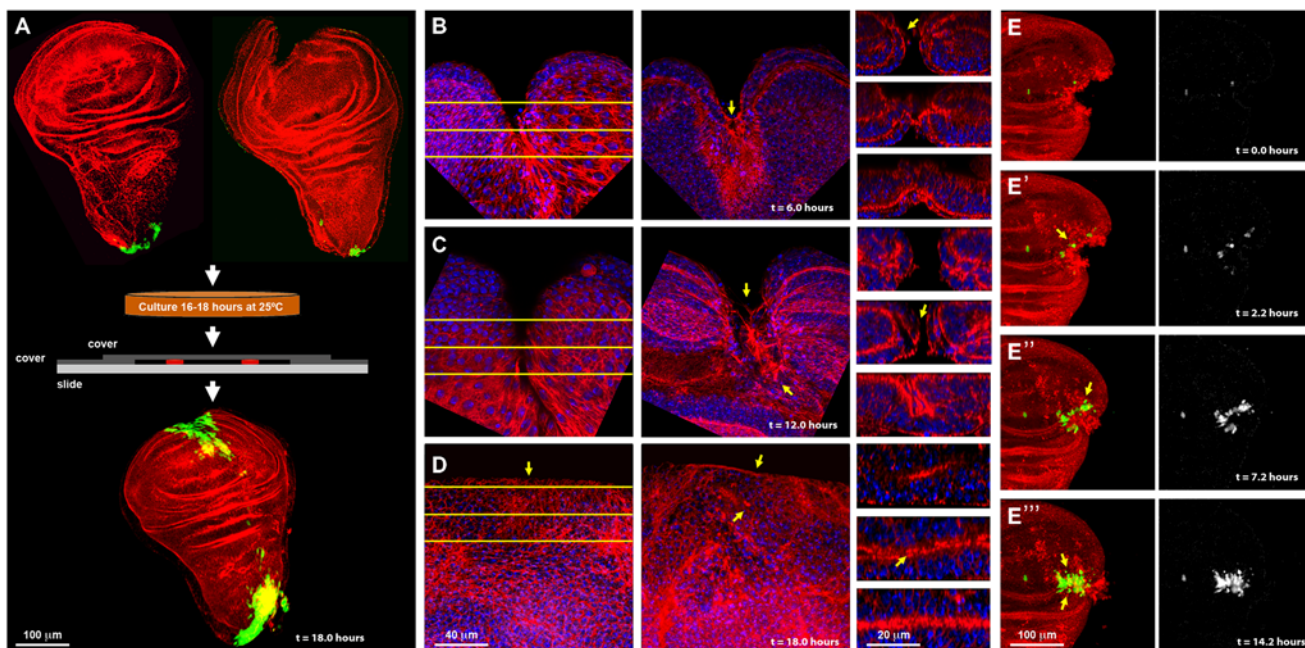 A
Culture 16-18 hours at 25ºC
cover
cover
slide
100 µm
t = 18.0 hours
B
t = 6.0 hours
C
t = 12.0 hours
D
40 µm
t = 18.0 hours
20 µm
E
t = 0.0 hours
E'
t = 2.2 hours
E''
t = 7.2 hours
E'''
100 µm
t = 14.2 hours